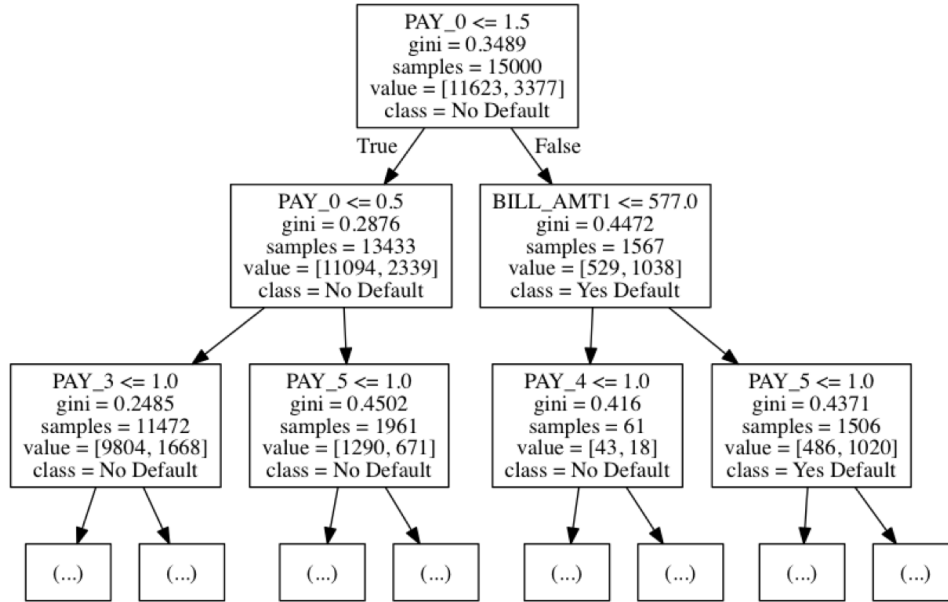 PAY_0 <= 1.5
gini = 0.3489
samples = 15000
value = [11623, 3377]
class = No Default
True
False
PAY_0 <= 0.5
gini = 0.2876
samples = 13433
value = [11094, 2339]
class = No Default
BILL_AMT1 <= 577.0
gini = 0.4472
samples = 1567
value = [529, 1038]
class = Yes Default
PAY_3 <= 1.0
gini = 0.2485
samples = 11472
value = [9804, 1668]
class = No Default
PAY_5 <= 1.0
gini = 0.4502
samples = 1961
value = [1290, 671]
class = No Default
PAY_4 <= 1.0
gini = 0.416
samples = 61
value = [43, 18]
class = No Default
PAY_5 <= 1.0
gini = 0.4371
samples = 1506
value = [486, 1020]
class = Yes Default
(...)
(...)
(...)
(...)
(...)
(...)
(...)
(...)